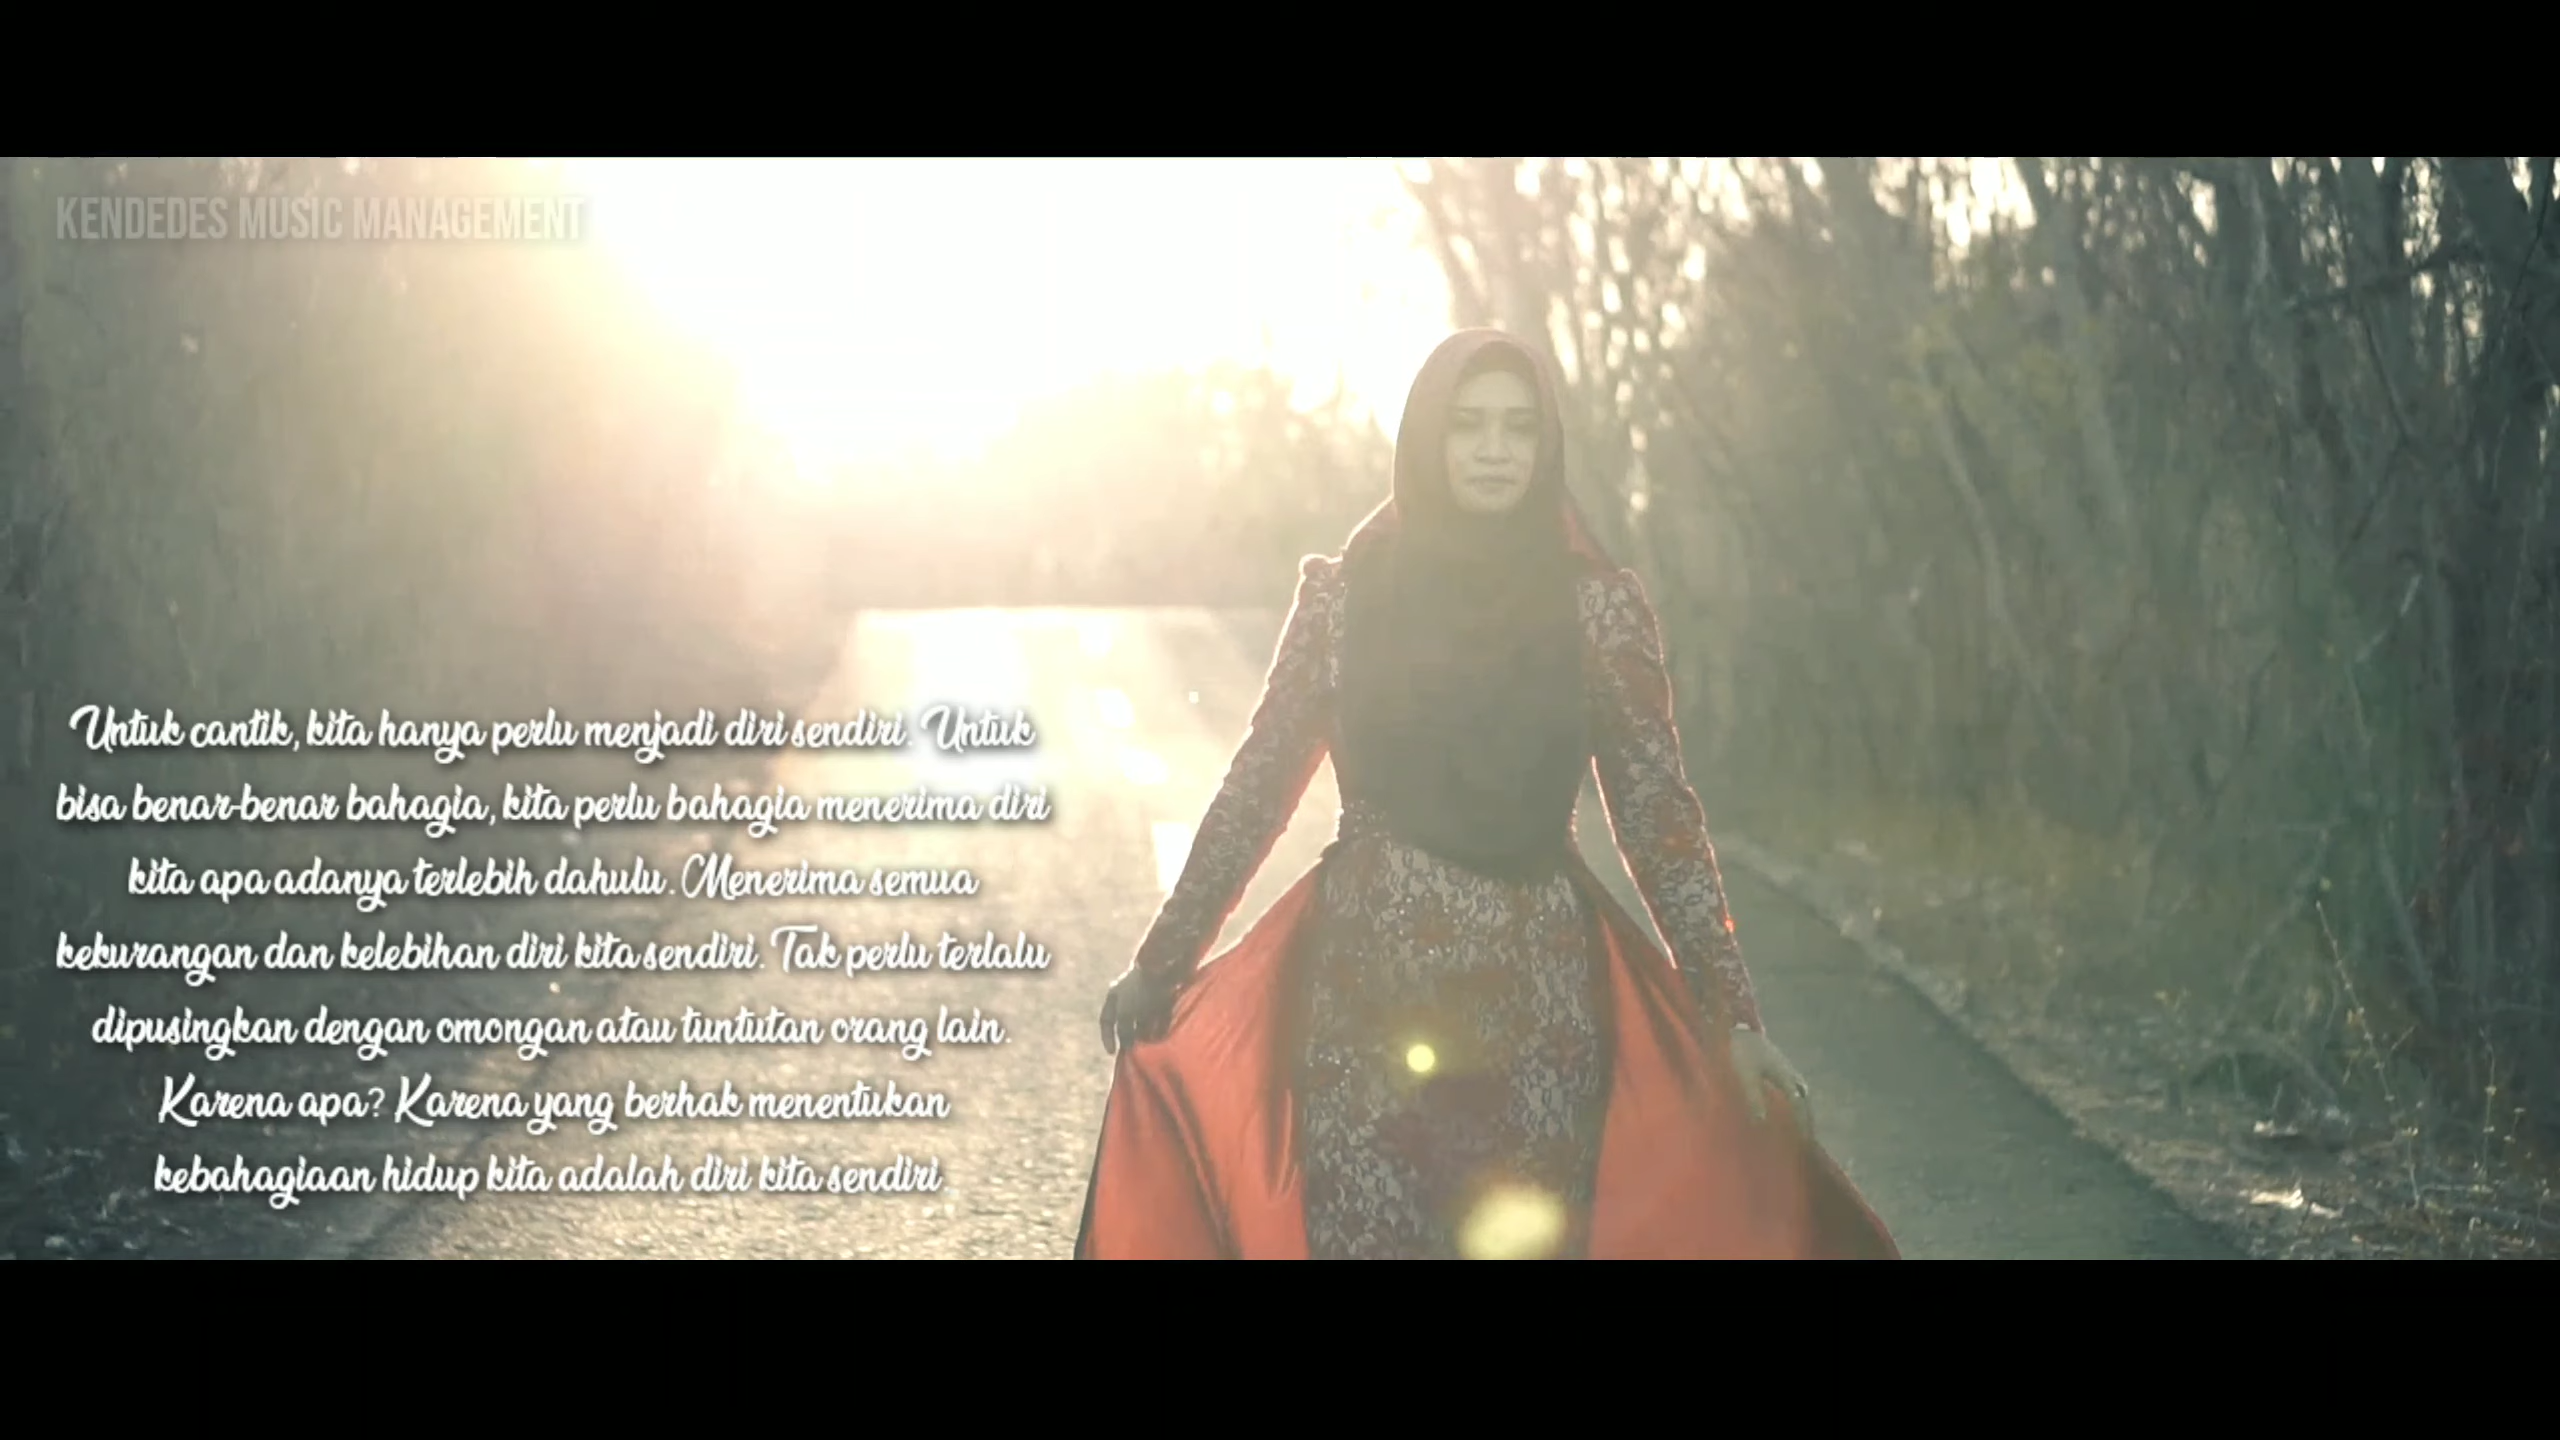 KENDEDES MUSIC MANAGEMENT
Untuk cantik, kita hanya perlu menjadi diri sendiri. Untuk
bisa benar-benar bahagia, kita perlu bahagia menerima diri
kita apa adanya terlebih dahulu. Menerima semua
kekurangan dan kelebihan diri kita sendiri. Tak perlu terlalu
dipusingkan dengan omongan atau tuntutan orang lain.
Karena apa? Karena yang berhak menentukan
kebahagiaan hidup kita adalah diri kita sendiri.